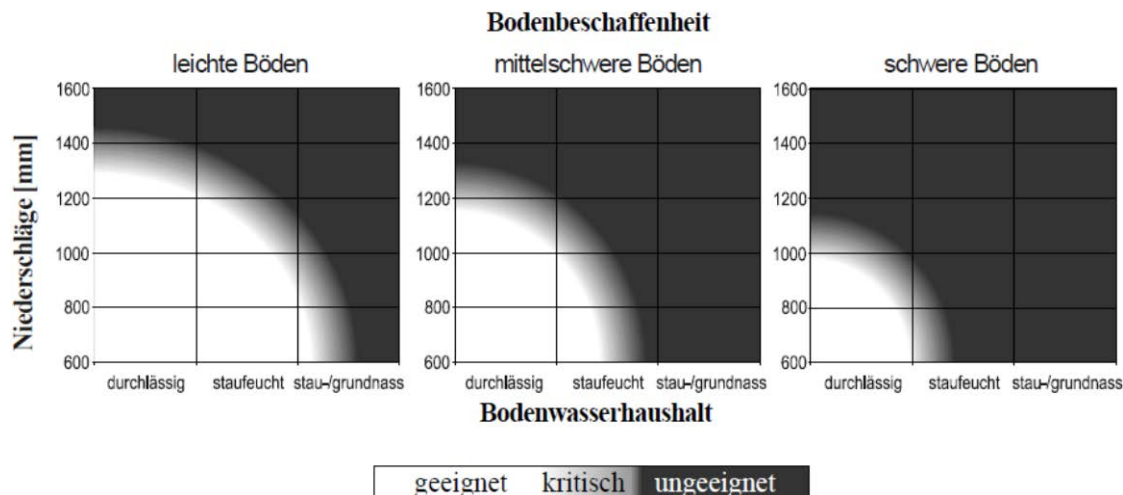 Bodenbeschaffenheit
leichte Böden
mittelschwere Böden
schwere Böden
Niederschläge [mm]
1600
1400
1200
1000
800
600
1600
1400
1200
1000
800
600
1600
1400
1200
1000
800
600
durchlässig staufeucht stau-/grundnass
durchlässig staufeucht stau-/grundnass
durchlässig staufeucht stau-/grundnass
Bodenwasserhaushalt
geeignet kritisch ungeeignet